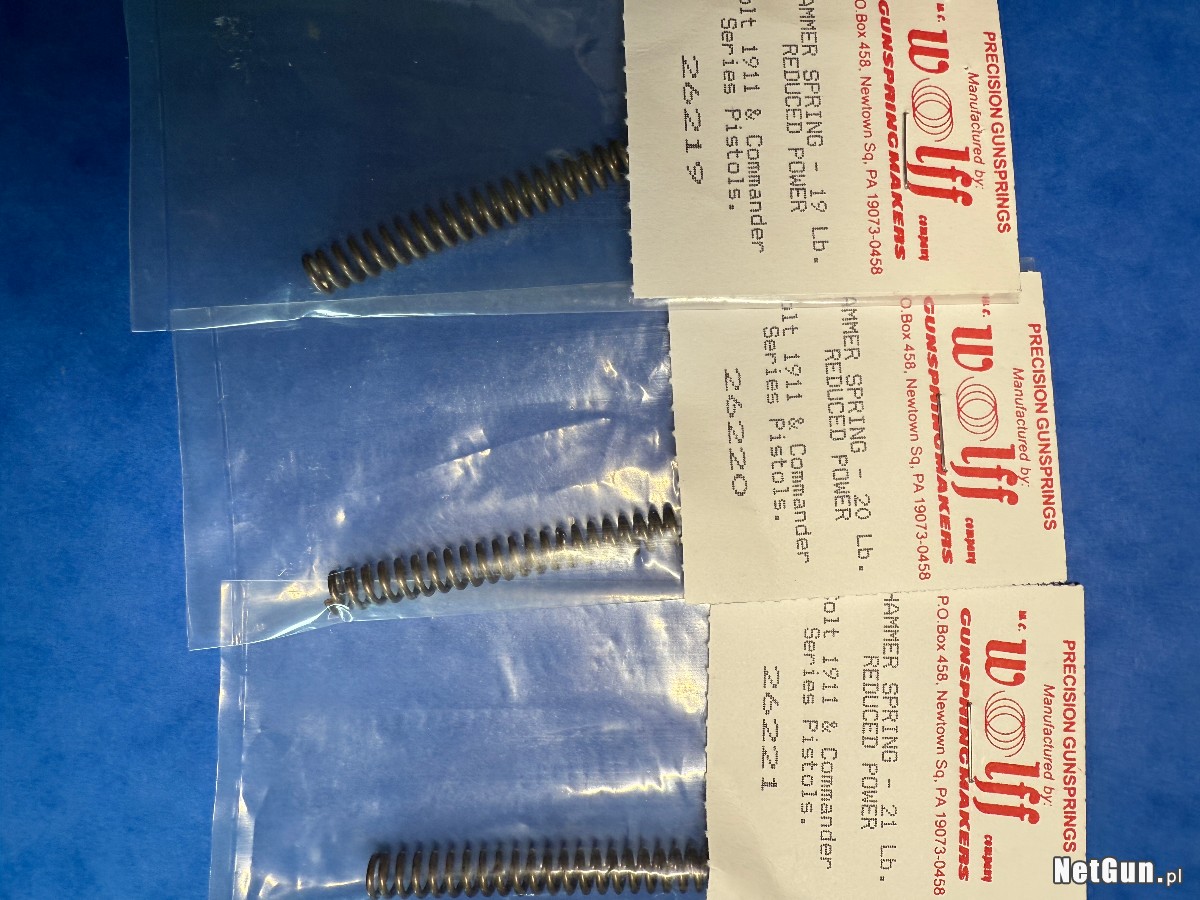 PRECISION GUNSPRINGS
Manufactured by:
W.C.
Wolff
company
GUNSPRINGMAKERS
P.O.Box 458, Newtown Sq, PA 19073-0458
AMMER SPRING - 19 Lb.
REDUCED POWER
olt 1911 & Commander
Series Pistols.
26219
PRECISION GUNSPRINGS
Manufactured by:
W.C.
Wolff
company
GUNSPRINGMAKERS
P.O.Box 458, Newtown Sq, PA 19073-0458
AMMER SPRING - 20 Lb.
REDUCED POWER
olt 1911 & Commander
Series Pistols.
26220
PRECISION GUNSPRINGS
Manufactured by:
W.C.
Wolff
company
GUNSPRINGMAKERS
P.O.Box 458, Newtown Sq, PA 19073-0458
HAMMER SPRING - 21 Lb.
REDUCED POWER
olt 1911 & Commander
Series Pistols.
26221
NetGun.pl